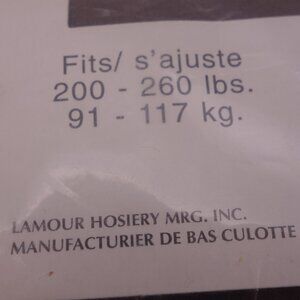 Fits/ s'ajuste
200 - 260 lbs.
91 - 117 kg.
LAMOUR HOSIERY MRG. INC.
MANUFACTURIER DE BAS CULOTTE